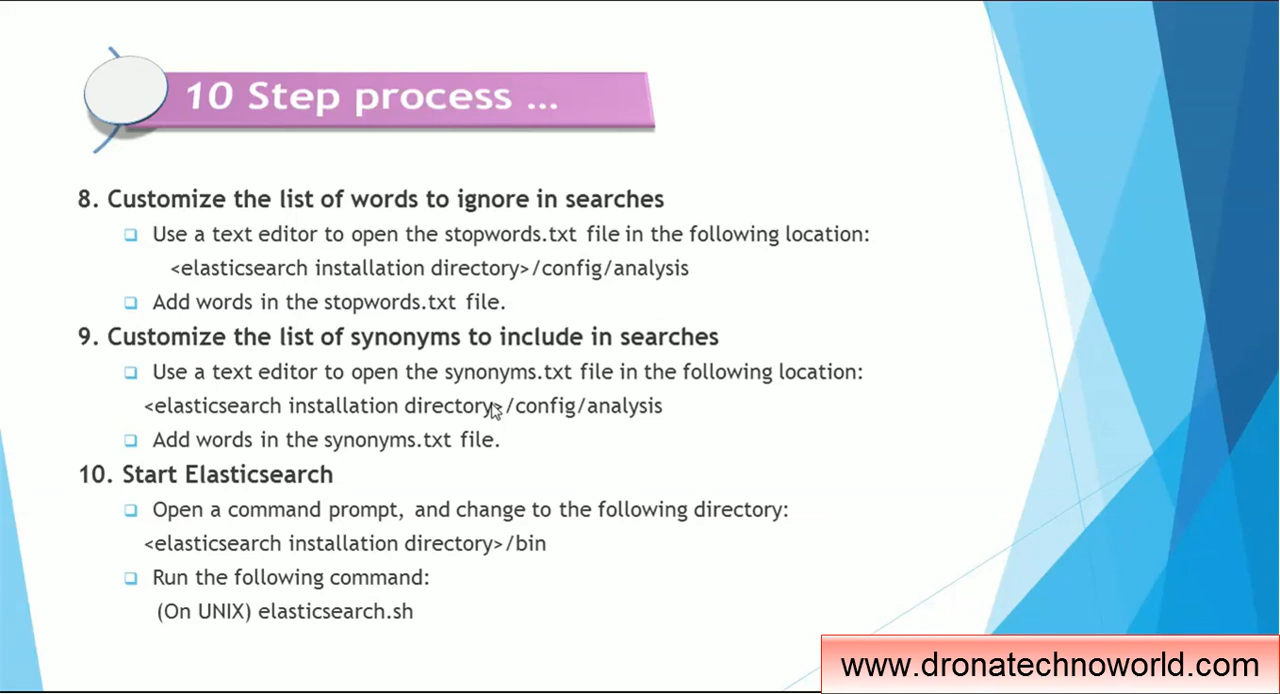 10 Step process ...
8. Customize the list of words to ignore in searches
Use a text editor to open the stopwords.txt file in the following location:
<elasticsearch installation directory>/config/analysis
Add words in the stopwords.txt file.
9. Customize the list of synonyms to include in searches
Use a text editor to open the synonyms.txt file in the following location:
<elasticsearch installation directory>/config/analysis
Add words in the synonyms.txt file.
10. Start Elasticsearch
Open a command prompt, and change to the following directory:
<elasticsearch installation directory>/bin
Run the following command:
(On UNIX) elasticsearch.sh
www.dronatechnoworld.com